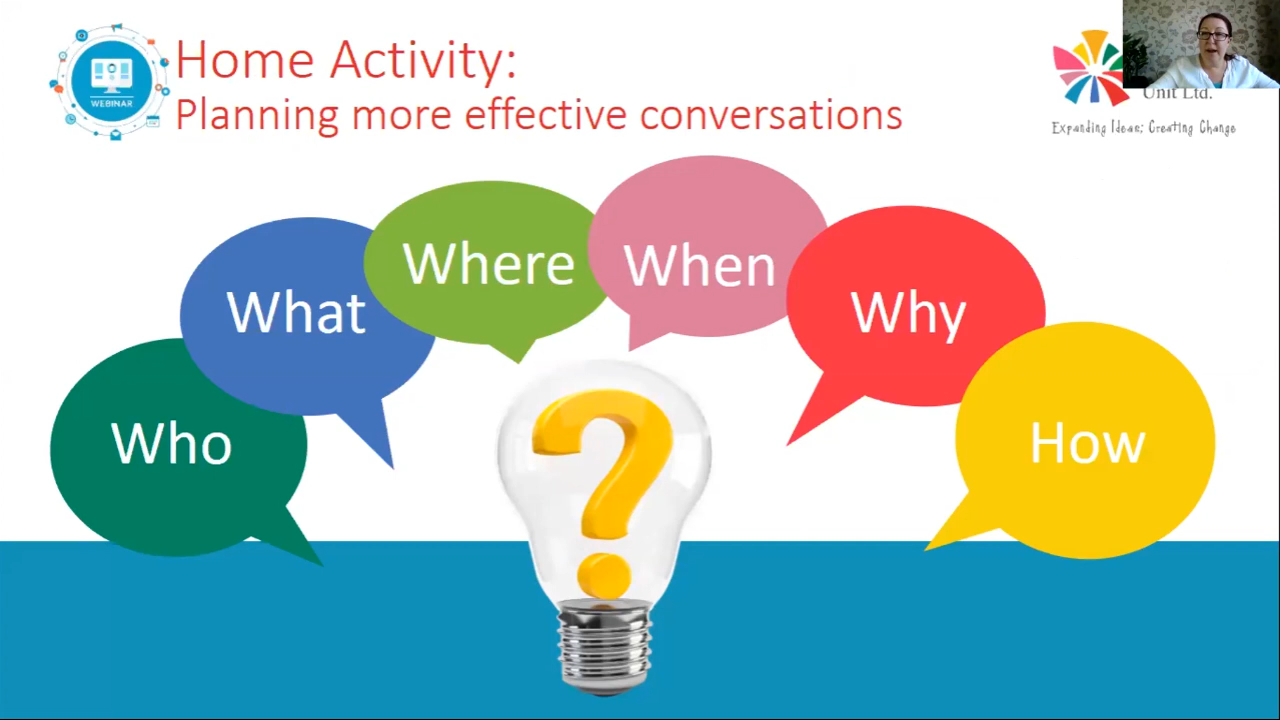 Home Activity:
Planning more effective conversations
WEBINAR
Unit Ltd.
Expanding Ideas; Creating Change
Who
What
Where
When
Why
How
?